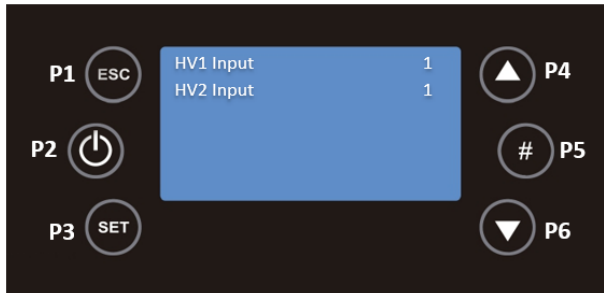 P1 ESC
HV1 Input 1
HV2 Input 1
P4
P2
# P5
P3 SET
P6